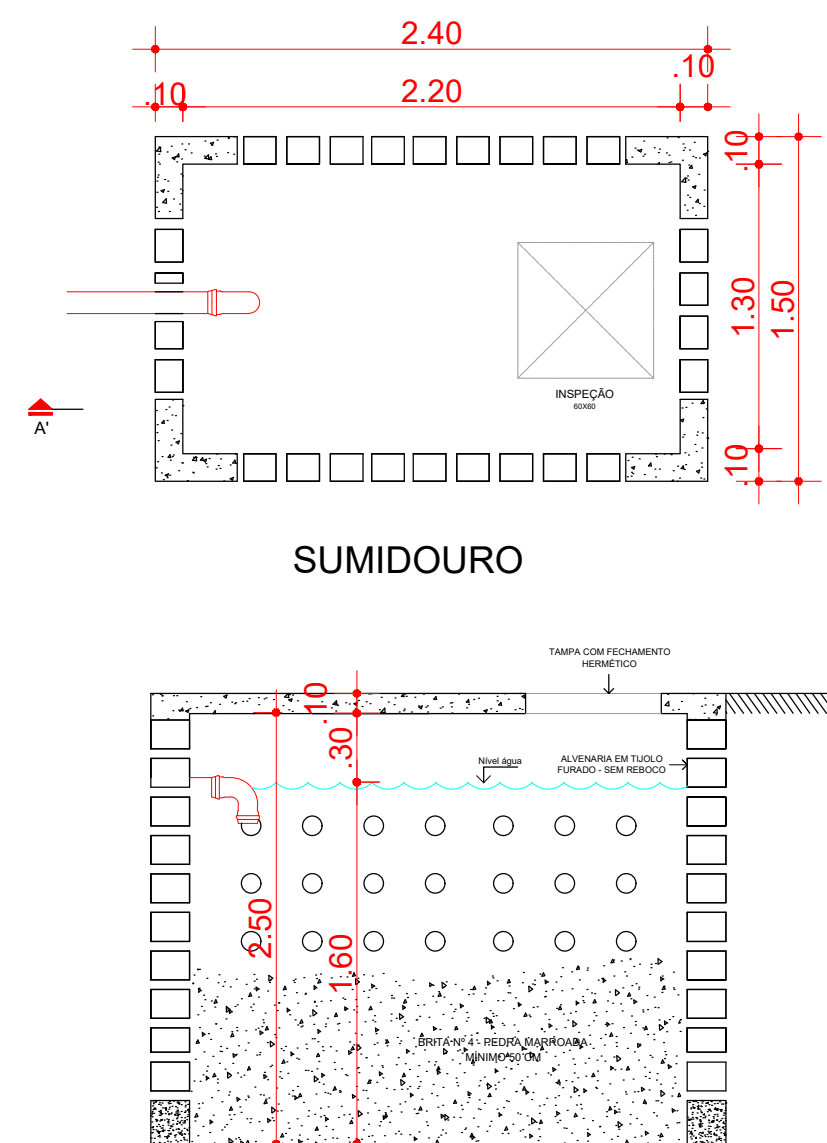 2.40
.10
2.20
.10
.10
1.30
1.50
.10
INSPEÇÃO
60X60
A'
SUMIDOURO
TAMPA COM FECHAMENTO
HERMÉTICO
.10
.30
Nível água
ALVENARIA EM TIJOLO
FURADO - SEM REBOCO
2.50
1.60
BRITA Nº 4 - PEDRA MARROADA
MÍNIMO 50 CM